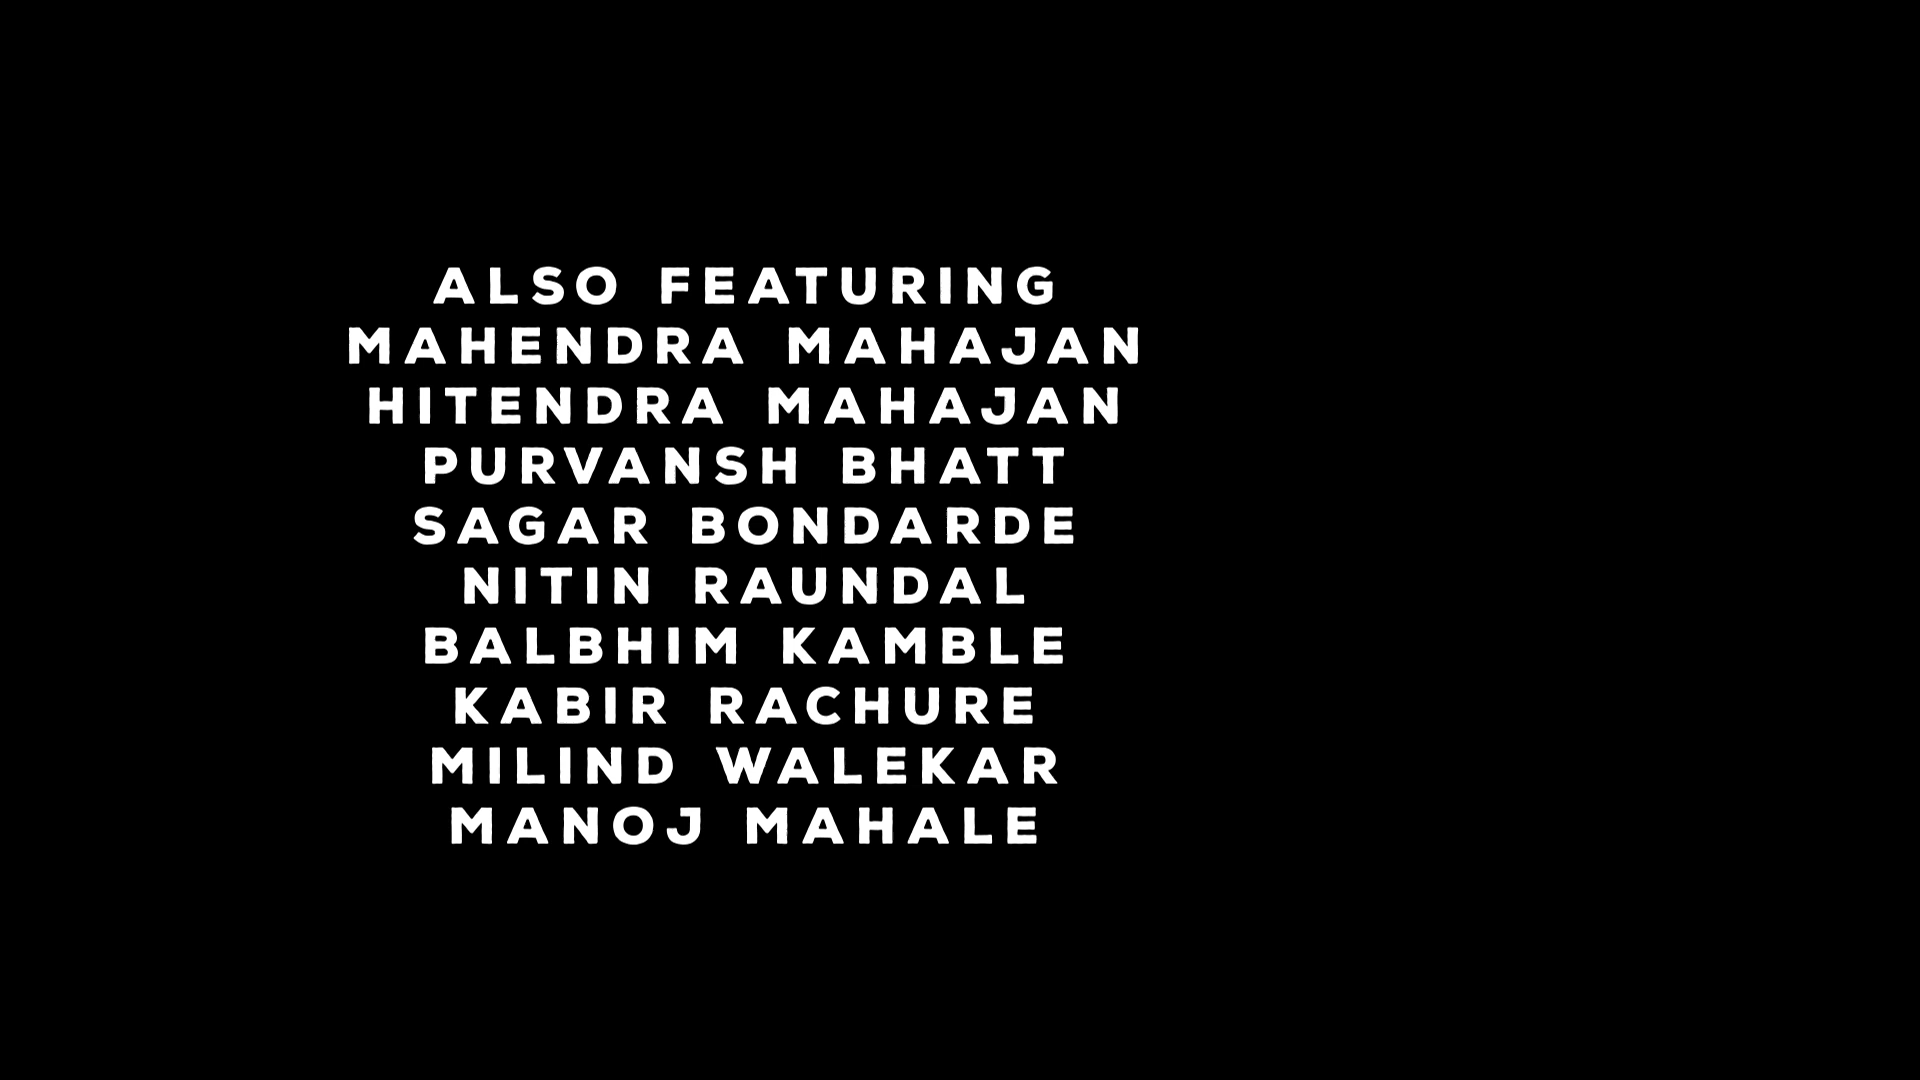 ALSO FEATURING
MAHENDRA MAHAJAN
HITENDRA MAHAJAN
PURVANSH BHATT
SAGAR BONDARDE
NITIN RAUNDAL
BALBHIM KAMBLE
KABIR RACHURE
MILIND WALEKAR
MANOJ MAHALE